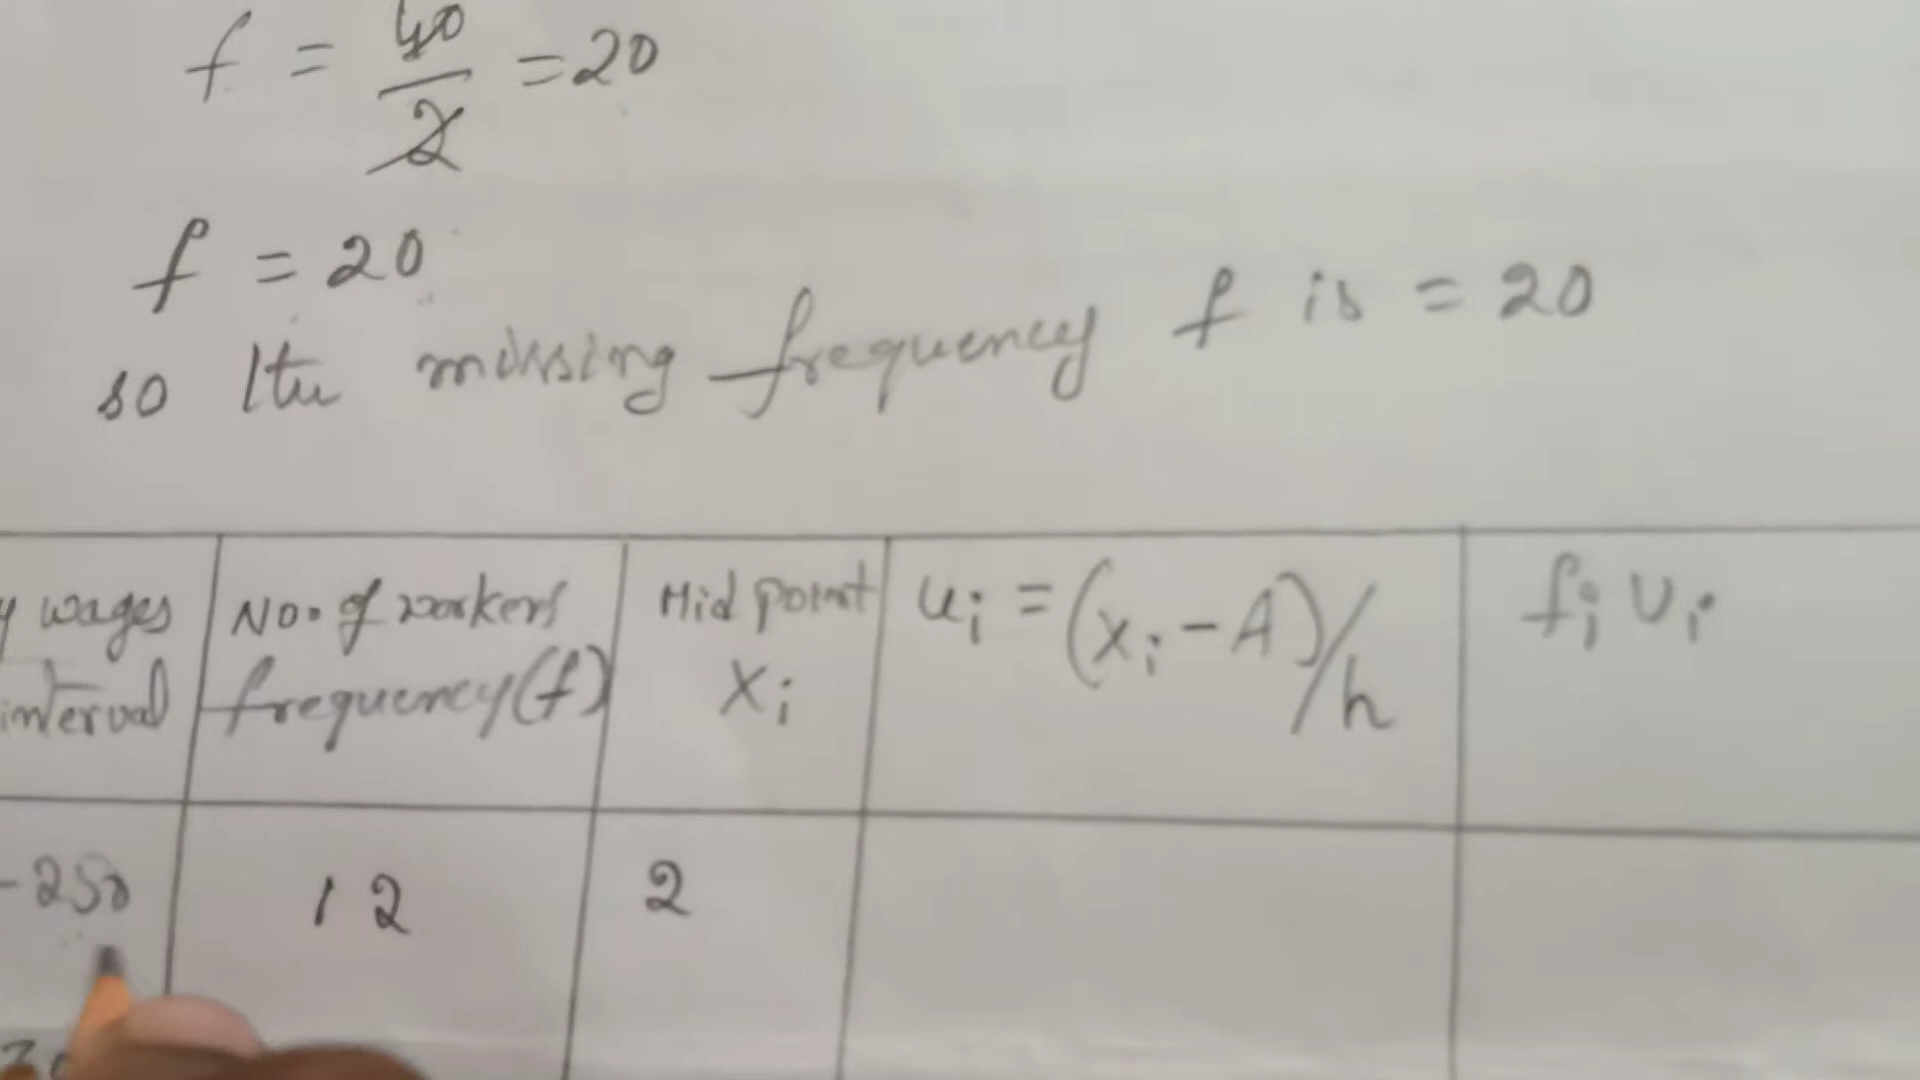 f = 40/2 = 20
f = 20
so the missing frequency f is = 20
y wages interval No. of workers frequency (f) Mid point xi ui = (xi - A)/h fi ui
-250 12 2